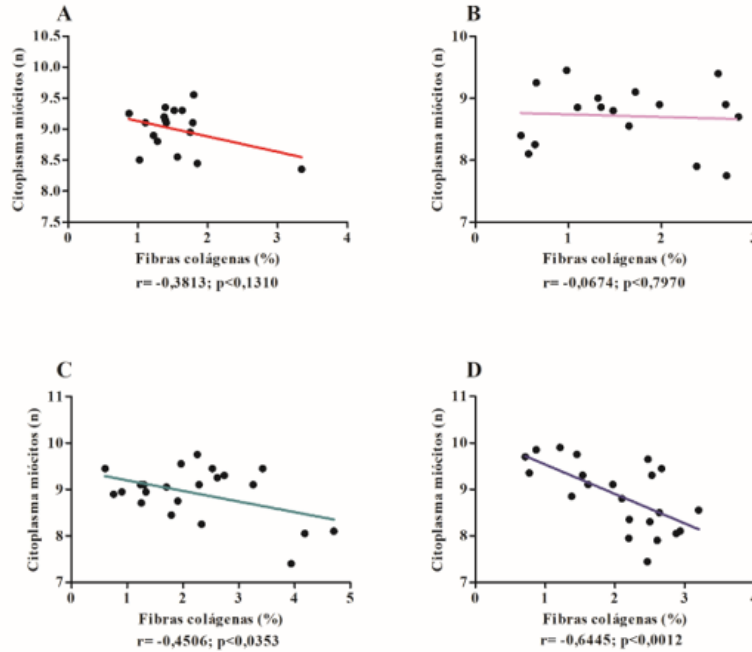 A
B
10.5
10.0
9.5
9.0
8.5
8.0
7.5
Citoplasma miócitos (n)
0 1 2 3 4
Fibras colágenas (%)
r= -0,3813; p<0,1310
10
9
8
7
6
Citoplasma miócitos (n)
0 1 2 3
Fibras colágenas (%)
r= -0,0674; p<0,7970
C
D
11
10
9
8
7
Citoplasma miócitos (n)
0 1 2 3 4 5
Fibras colágenas (%)
r= -0,4506; p<0,0353
11
10
9
8
7
Citoplasma miócitos (n)
0 1 2 3 4
Fibras colágenas (%)
r= -0,6445; p<0,0012